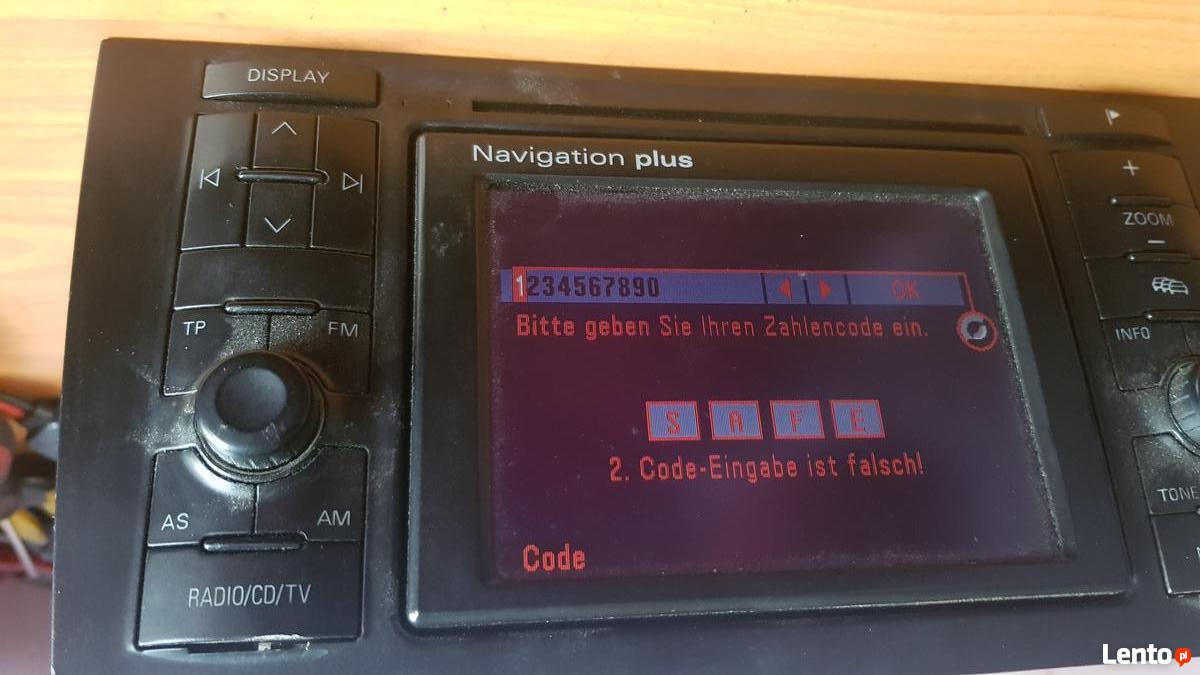 DISPLAY
Navigation plus
+
ZOOM
−
1234567890 OK
Bitte geben Sie Ihren Zahlencode ein.
TP FM
INFO
S A F E
2. Code-Eingabe ist falsch!
AS AM
TONE
Code
RADIO/CD/TV
Lento pl